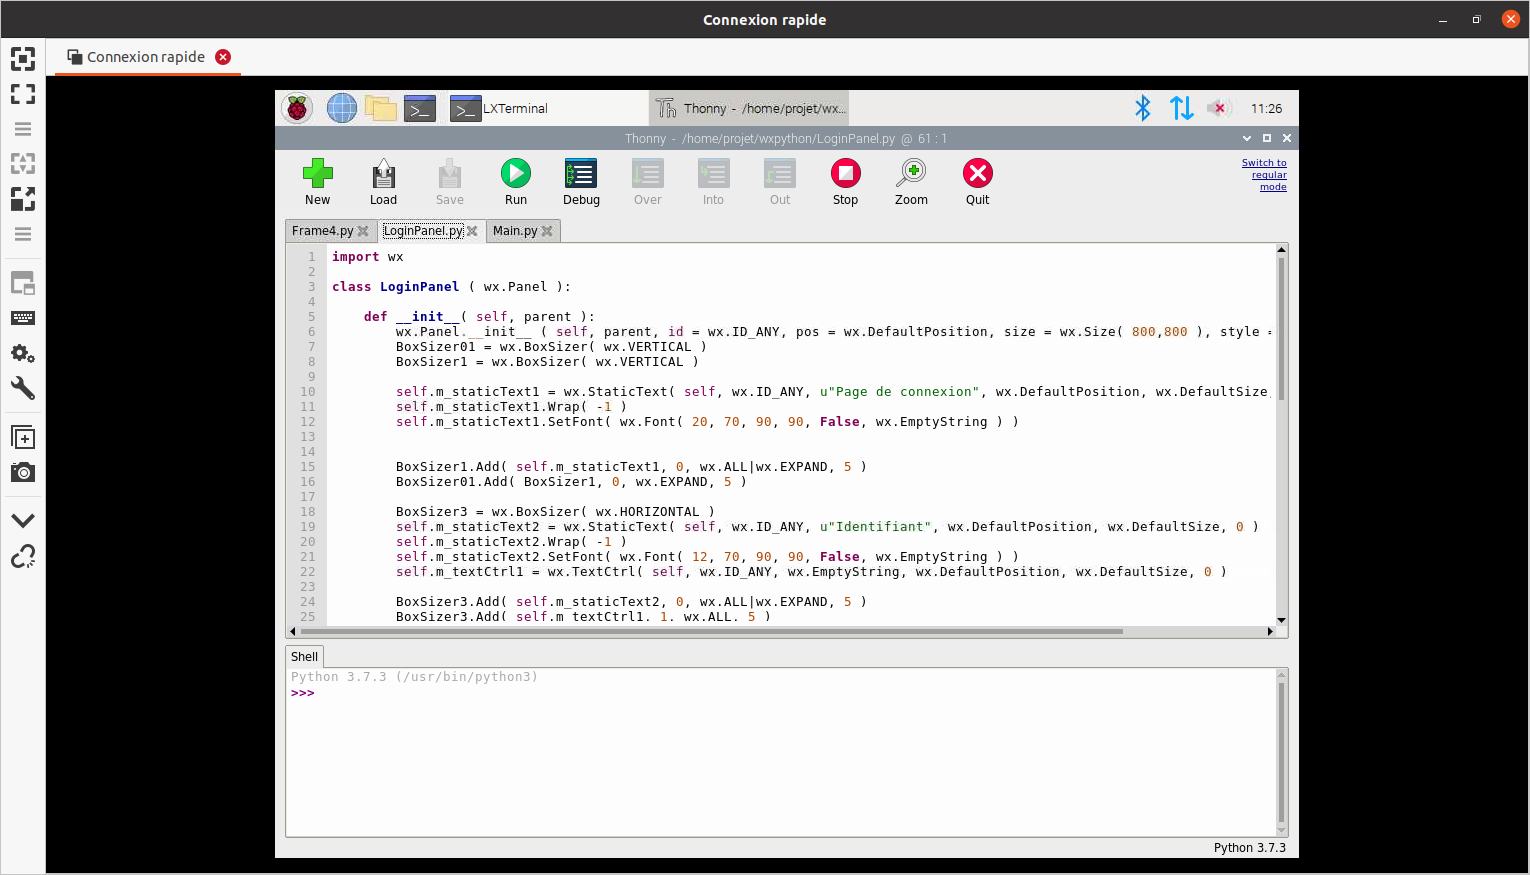 Connexion rapide
Connexion rapide
LXTerminal
Thonny - /home/projet/wx...
11:26
Thonny - /home/projet/wxpython/LoginPanel.py @ 61 : 1
New
Load
Save
Run
Debug
Over
Into
Out
Stop
Zoom
Quit
Switch to
regular
mode
Frame4.py
LoginPanel.py
Main.py
1 import wx
2
3 class LoginPanel ( wx.Panel ):
4
5     def __init__( self, parent ):
6         wx.Panel.__init__ ( self, parent, id = wx.ID_ANY, pos = wx.DefaultPosition, size = wx.Size( 800,800 ), style =
7         BoxSizer01 = wx.BoxSizer( wx.VERTICAL )
8         BoxSizer1 = wx.BoxSizer( wx.VERTICAL )
9
10         self.m_staticText1 = wx.StaticText( self, wx.ID_ANY, u"Page de connexion", wx.DefaultPosition, wx.DefaultSize,
11         self.m_staticText1.Wrap( -1 )
12         self.m_staticText1.SetFont( wx.Font( 20, 70, 90, 90, False, wx.EmptyString ) )
13
14
15         BoxSizer1.Add( self.m_staticText1, 0, wx.ALL|wx.EXPAND, 5 )
16         BoxSizer01.Add( BoxSizer1, 0, wx.EXPAND, 5 )
17
18         BoxSizer3 = wx.BoxSizer( wx.HORIZONTAL )
19         self.m_staticText2 = wx.StaticText( self, wx.ID_ANY, u"Identifiant", wx.DefaultPosition, wx.DefaultSize, 0 )
20         self.m_staticText2.Wrap( -1 )
21         self.m_staticText2.SetFont( wx.Font( 12, 70, 90, 90, False, wx.EmptyString ) )
22         self.m_textCtrl1 = wx.TextCtrl( self, wx.ID_ANY, wx.EmptyString, wx.DefaultPosition, wx.DefaultSize, 0 )
23
24         BoxSizer3.Add( self.m_staticText2, 0, wx.ALL|wx.EXPAND, 5 )
25         BoxSizer3.Add( self.m_textCtrl1, 1, wx.ALL, 5 )
Shell
Python 3.7.3 (/usr/bin/python3)
>>>
Python 3.7.3